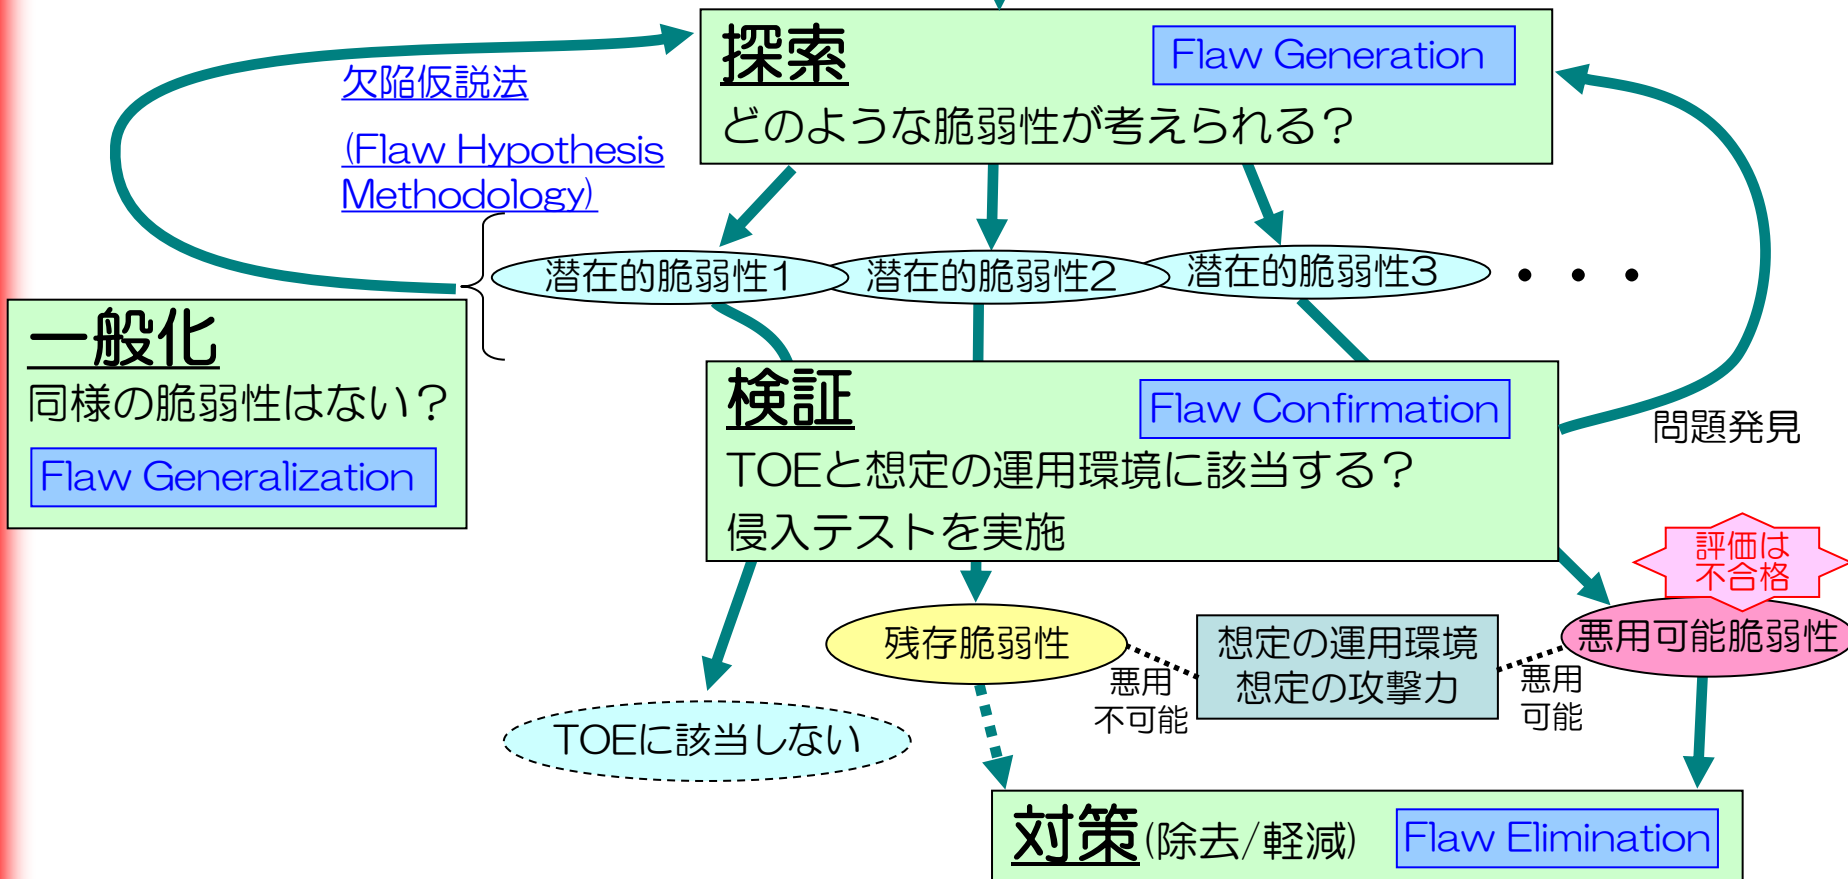 探索
Flaw Generation
どのような脆弱性が考えられる？
欠陥仮説法
(Flaw Hypothesis
Methodology)
潜在的脆弱性1
潜在的脆弱性2
潜在的脆弱性3
・・・
一般化
同様の脆弱性はない？
Flaw Generalization
検証
Flaw Confirmation
TOEと想定の運用環境に該当する？
侵入テストを実施
問題発見
評価は
不合格
残存脆弱性
想定の運用環境
想定の攻撃力
悪用可能脆弱性
悪用
不可能
悪用
可能
TOEに該当しない
対策(除去/軽減)
Flaw Elimination